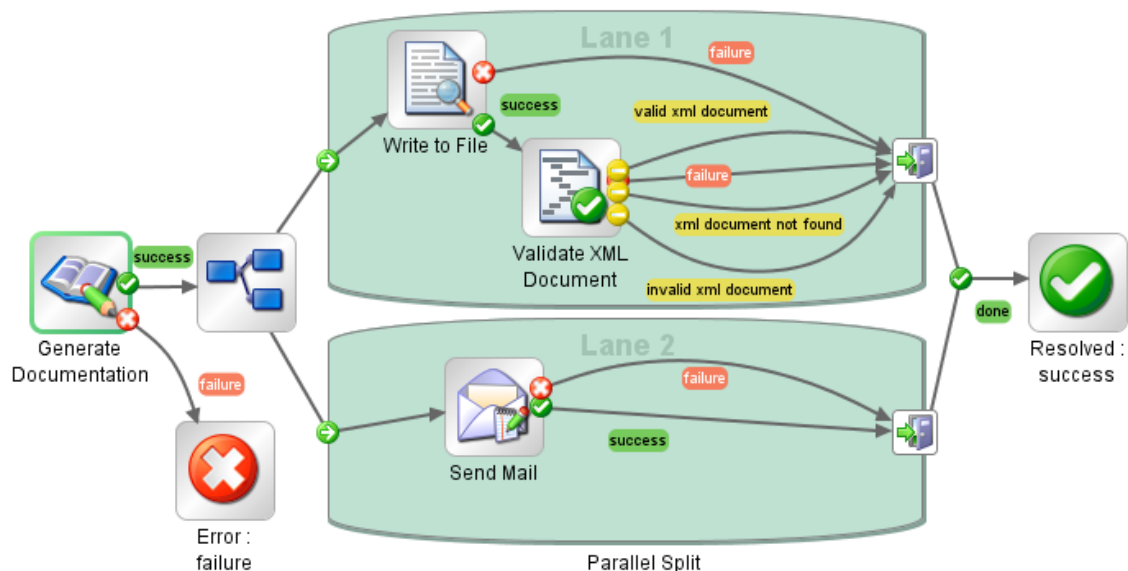 Lane 1
failure
success
valid xml document
Write to File
failure
xml document not found
success
Validate XML
Document
invalid xml document
done
Generate
Documentation
Lane 2
Resolved :
success
failure
failure
success
Send Mail
Error :
failure
Parallel Split